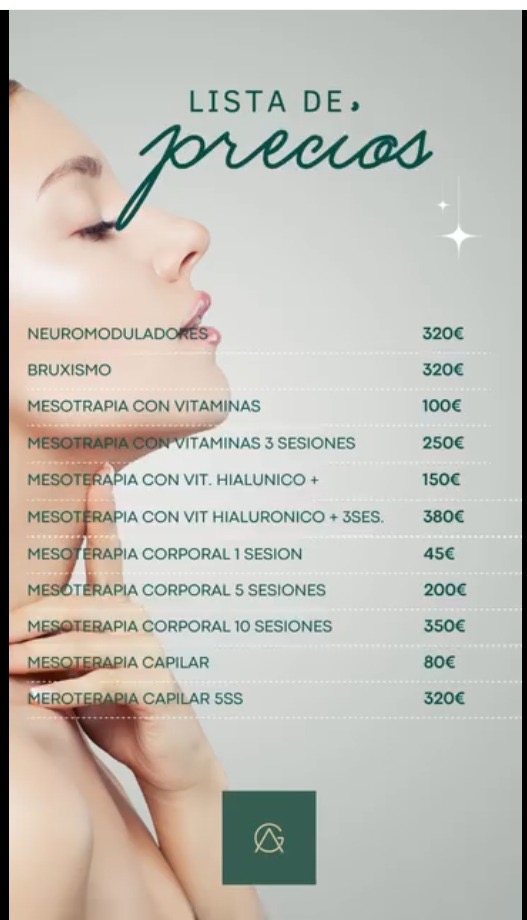 LISTA DE
precios
NEUROMODULADORES 320€
BRUXISMO 320€
MESOTRAPIA CON VITAMINAS 100€
MESOTRAPIA CON VITAMINAS 3 SESIONES 250€
MESOTERAPIA CON VIT. HIALUNICO + 150€
MESOTERAPIA CON VIT HIALURONICO + 3SES. 380€
MESOTERAPIA CORPORAL 1 SESION 45€
MESOTERAPIA CORPORAL 5 SESIONES 200€
MESOTERAPIA CORPORAL 10 SESIONES 350€
MESOTERAPIA CAPILAR 80€
MEROTERAPIA CAPILAR 5SS 320€